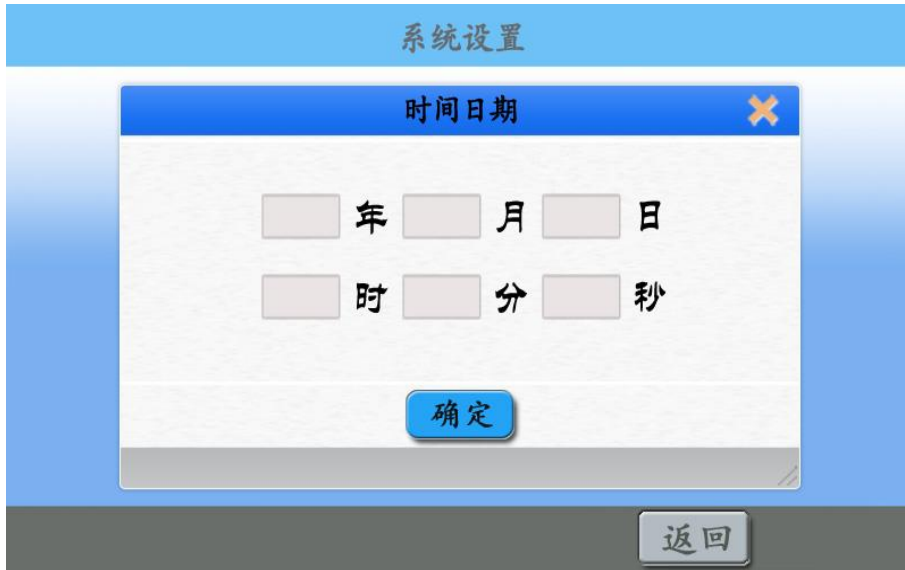 系统设置
时间日期
年 月 日
时 分 秒
确定
返回